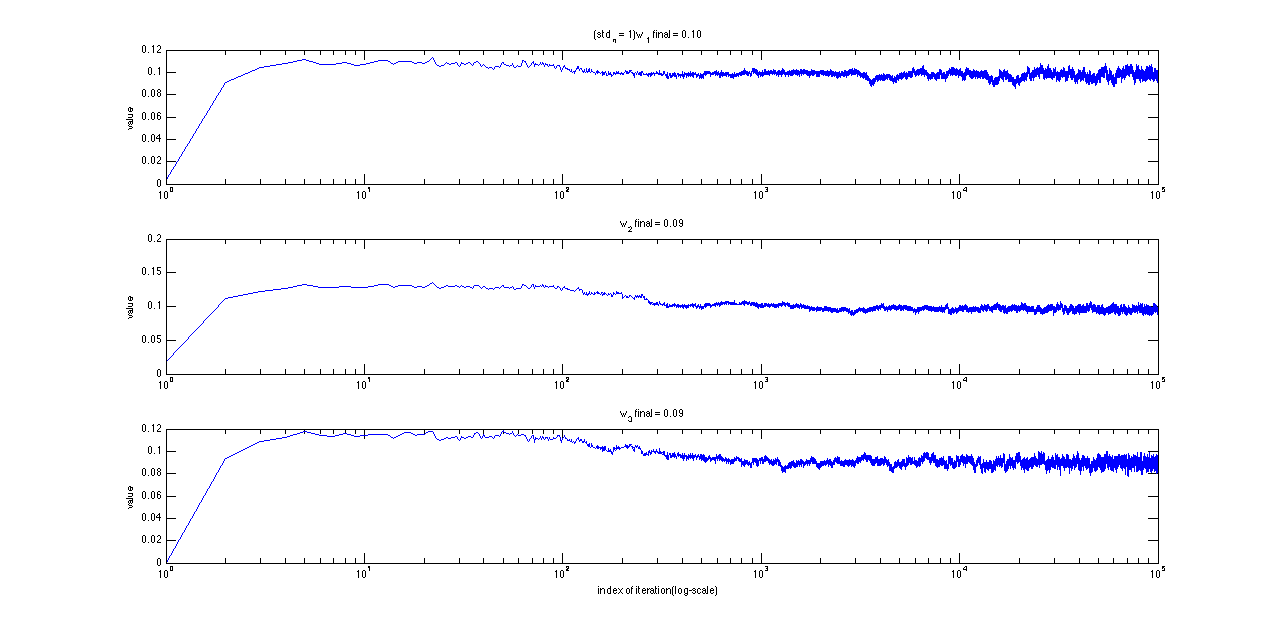 (std_n = 1)w_1 final = 0.10
0.12
0.1
0.08
0.06
0.04
0.02
0
value
10^0 10^1 10^2 10^3 10^4 10^5
w_2 final = 0.09
0.2
0.15
0.1
0.05
0
value
10^0 10^1 10^2 10^3 10^4 10^5
w_3 final = 0.09
0.12
0.1
0.08
0.06
0.04
0.02
0
value
10^0 10^1 10^2 10^3 10^4 10^5
index of iteration(log-scale)